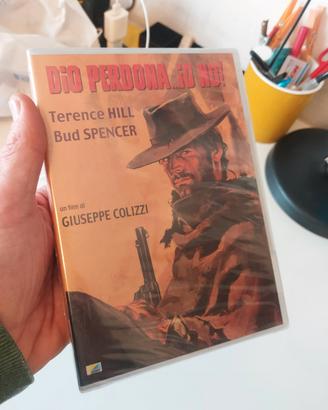 DiO PERDONA...iO NO!
Terence HILL
Bud SPENCER
un film di
GIUSEPPE COLIZZI